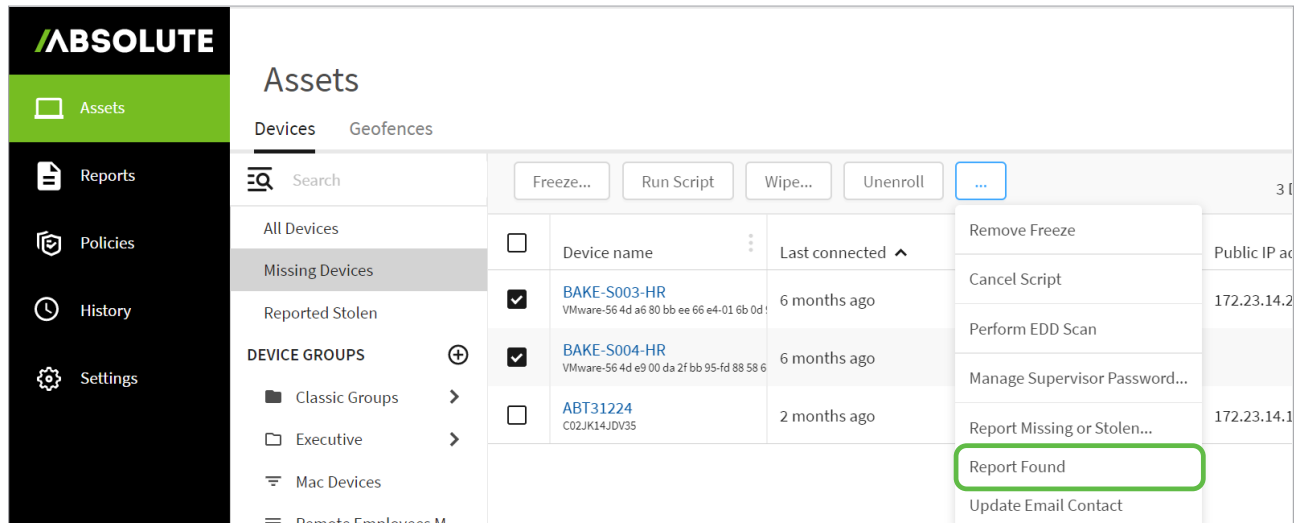 ABSOLUTE
Assets
Reports
Policies
History
Settings
Assets
Devices Geofences
Search
All Devices
Missing Devices
Reported Stolen
DEVICE GROUPS
Classic Groups
Executive
Mac Devices
Remote Employees M
Freeze... Run Script Wipe... Unenroll ...
3
Device name Last connected Public IP
BAKE-S003-HR 6 months ago 172.23.14.2
VMware-56 4d a6 80 bb ee 66 e4-01 6b 0d
BAKE-S004-HR 6 months ago
VMware-56 4d e9 00 da 2f bb 95-fd 88 58 6
ABT31224 2 months ago 172.23.14.1
C02JK14JDV35
Remove Freeze
Cancel Script
Perform EDD Scan
Manage Supervisor Password...
Report Missing or Stolen...
Report Found
Update Email Contact